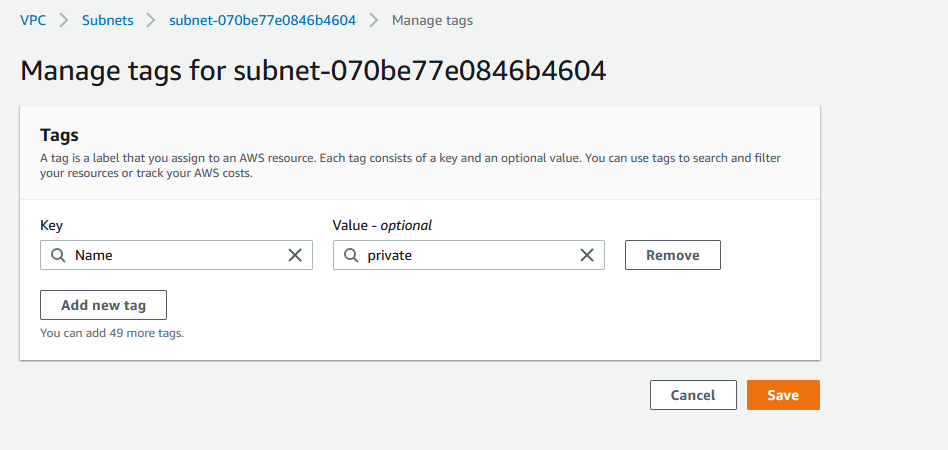 VPC > Subnets > subnet-070be77e0846b4604 > Manage tags
Manage tags for subnet-070be77e0846b4604
Tags
A tag is a label that you assign to an AWS resource. Each tag consists of a key and an optional value. You can use tags to search and filter
your resources or track your AWS costs.
Key Value - optional
Name private Remove
Add new tag
You can add 49 more tags.
Cancel Save